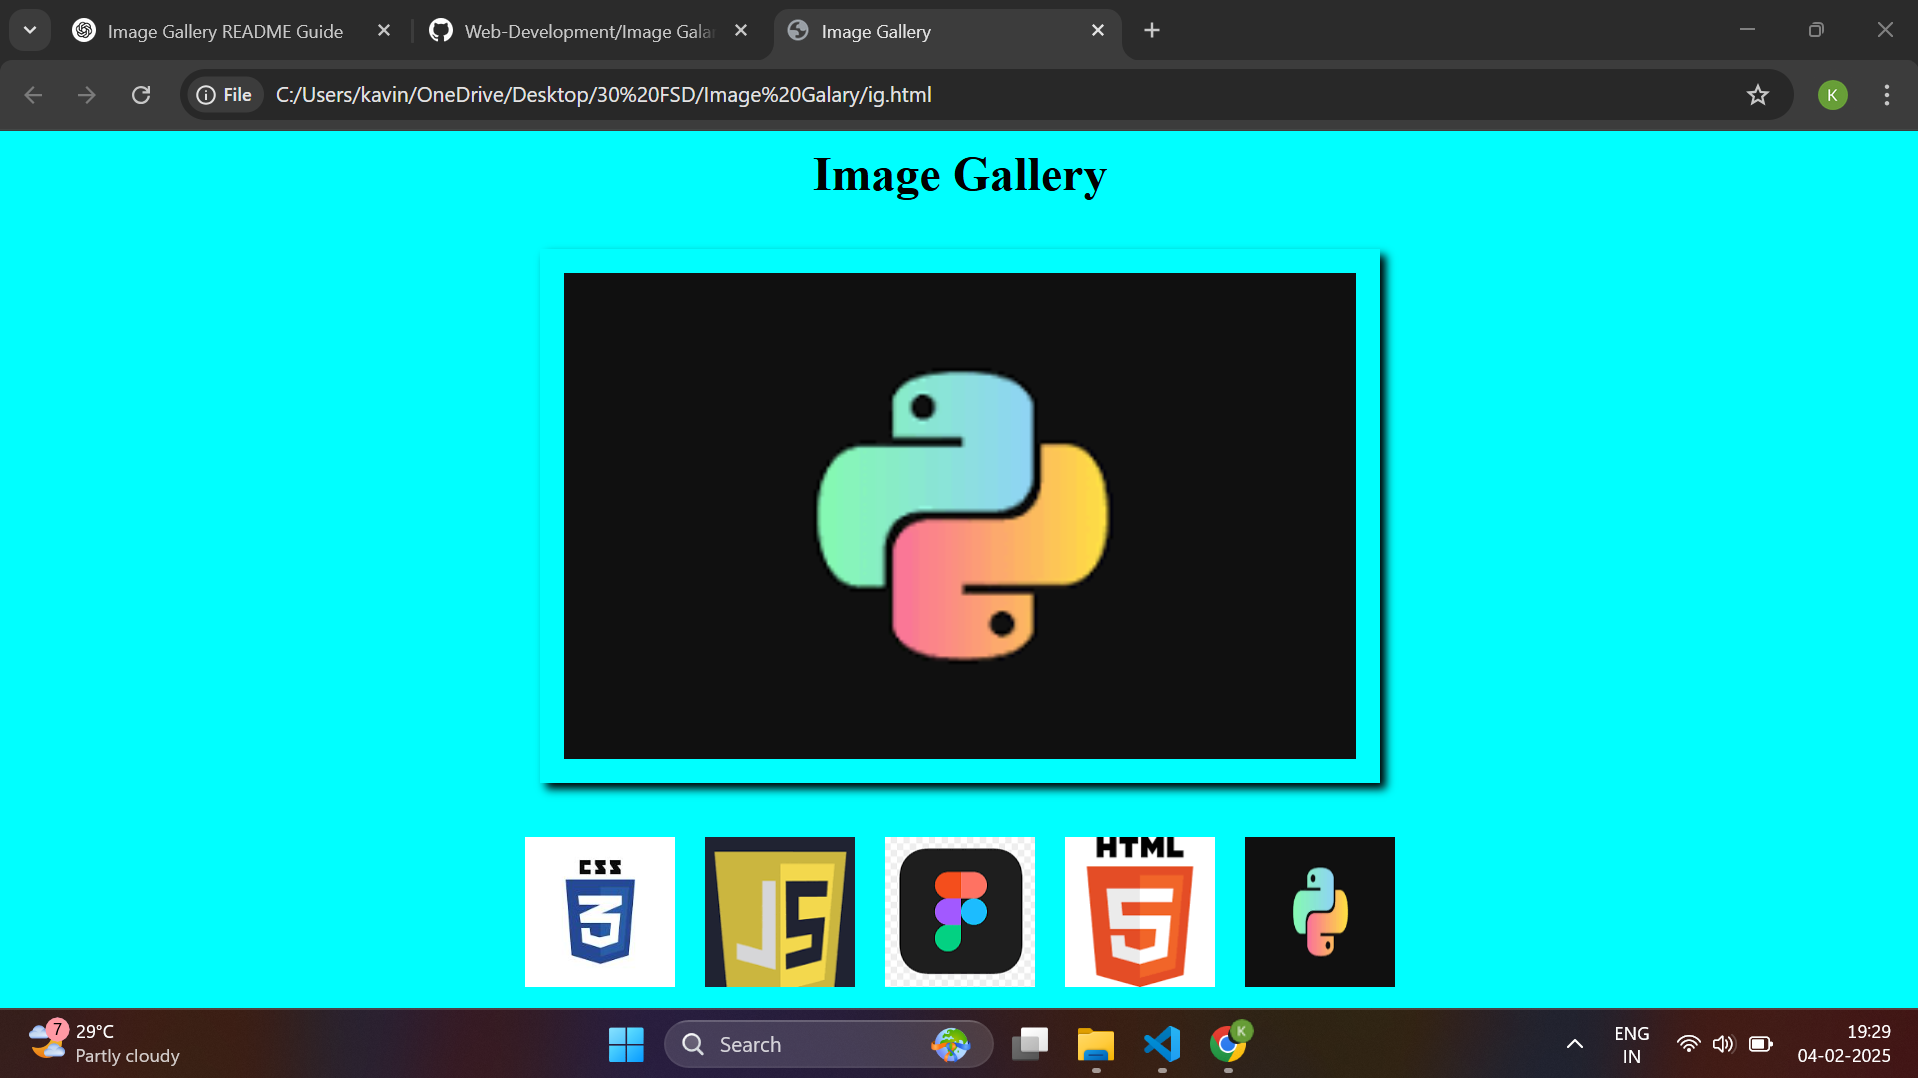 Image Gallery README Guide
Web-Development/Image Gala
Image Gallery
File
C:/Users/kavin/OneDrive/Desktop/30%20FSD/Image%20Galary/ig.html
K
Image Gallery
CSS
3
JS
HTML
5
7
29°C
Partly cloudy
Search
K
ENG
IN
19:29
04-02-2025